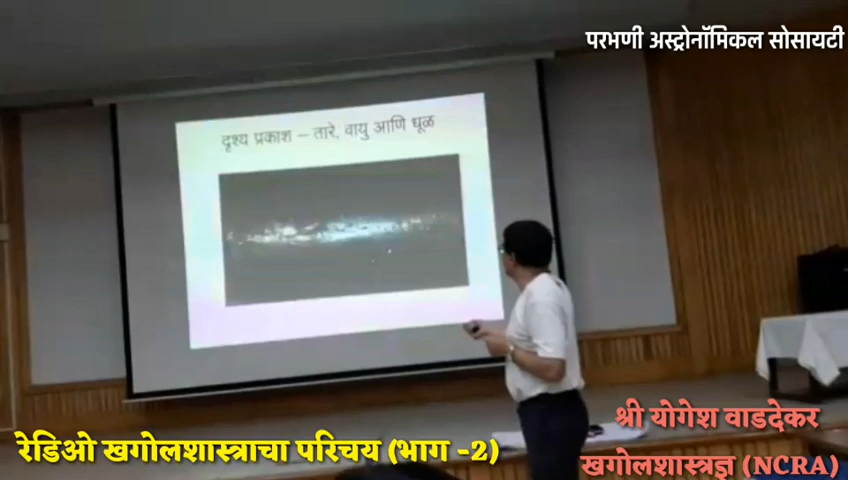 परभणी अस्ट्रोनॉमिकल सोसायटी
दृश्य प्रकाश – तारे, वायु आणि धूळ
श्री योगेश वाडदेकर
रेडिओ खगोलशास्त्राचा परिचय (भाग -2)
खगोलशास्त्रज्ञ (NCRA)